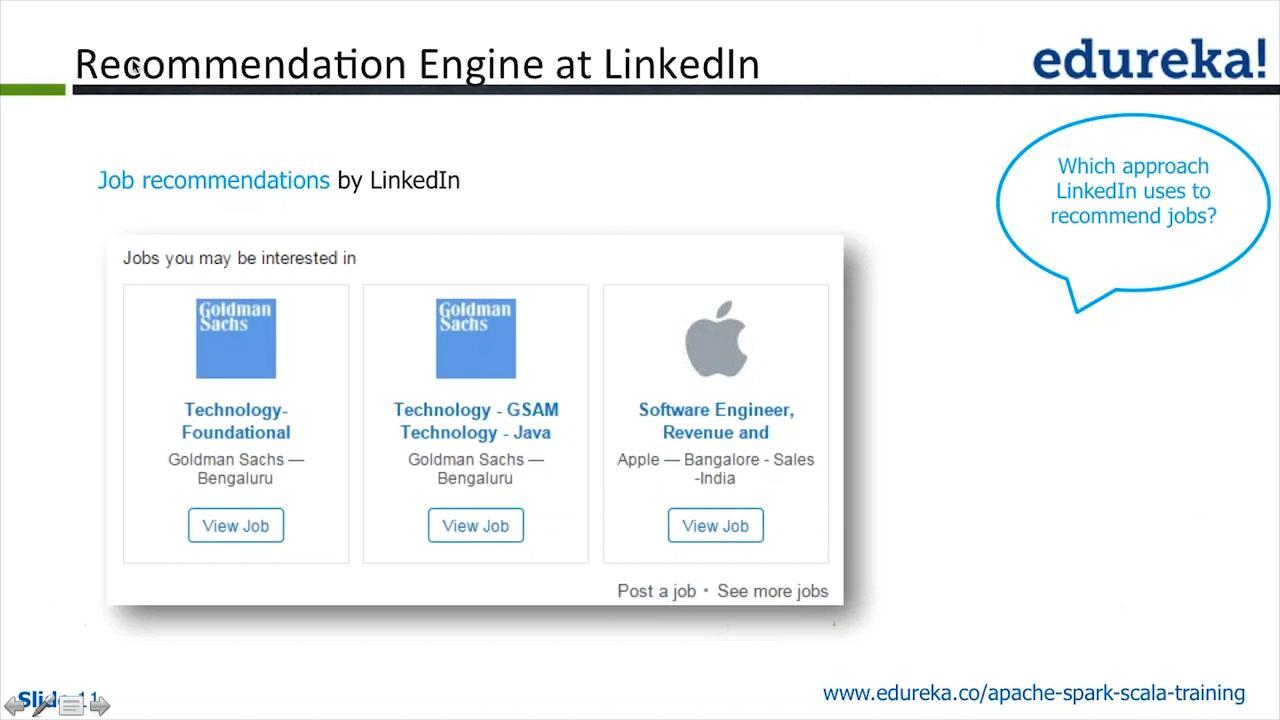 Recommendation Engine at LinkedIn
edureka!
Which approach
LinkedIn uses to
recommend jobs?
Job recommendations by LinkedIn
Jobs you may be interested in
Goldman
Sachs
Technology-
Foundational
Goldman Sachs —
Bengaluru
View Job
Goldman
Sachs
Technology - GSAM
Technology - Java
Goldman Sachs —
Bengaluru
View Job
Software Engineer,
Revenue and
Apple — Bangalore - Sales
-India
View Job
Post a job • See more jobs
Slide 11
www.edureka.co/apache-spark-scala-training